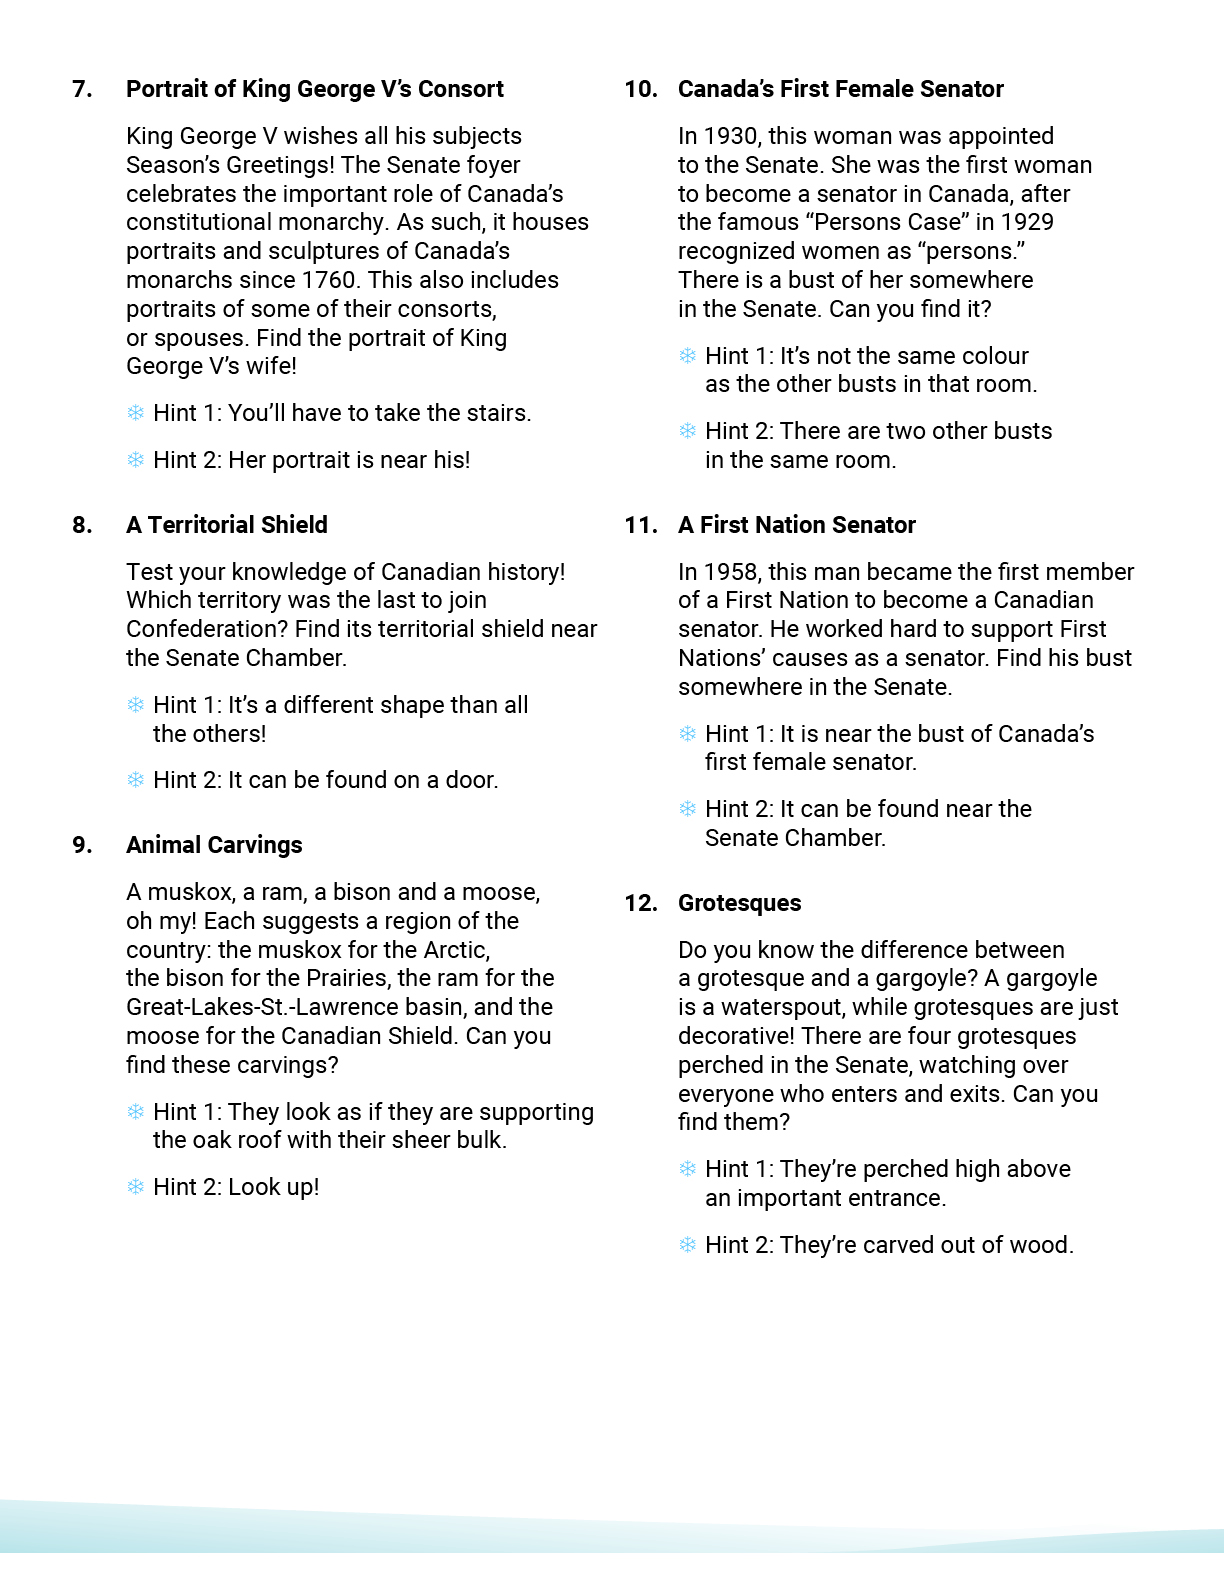 7. Portrait of King George V’s Consort
King George V wishes all his subjects
Season’s Greetings! The Senate foyer
celebrates the important role of Canada’s
constitutional monarchy. As such, it houses
portraits and sculptures of Canada’s
monarchs since 1760. This also includes
portraits of some of their consorts,
or spouses. Find the portrait of King
George V’s wife!
Hint 1: You’ll have to take the stairs.
Hint 2: Her portrait is near his!
8. A Territorial Shield
Test your knowledge of Canadian history!
Which territory was the last to join
Confederation? Find its territorial shield near
the Senate Chamber.
Hint 1: It’s a different shape than all
the others!
Hint 2: It can be found on a door.
9. Animal Carvings
A muskox, a ram, a bison and a moose,
oh my! Each suggests a region of the
country: the muskox for the Arctic,
the bison for the Prairies, the ram for the
Great-Lakes-St.-Lawrence basin, and the
moose for the Canadian Shield. Can you
find these carvings?
Hint 1: They look as if they are supporting
the oak roof with their sheer bulk.
Hint 2: Look up!
10. Canada’s First Female Senator
In 1930, this woman was appointed
to the Senate. She was the first woman
to become a senator in Canada, after
the famous “Persons Case” in 1929
recognized women as “persons.”
There is a bust of her somewhere
in the Senate. Can you find it?
Hint 1: It’s not the same colour
as the other busts in that room.
Hint 2: There are two other busts
in the same room.
11. A First Nation Senator
In 1958, this man became the first member
of a First Nation to become a Canadian
senator. He worked hard to support First
Nations’ causes as a senator. Find his bust
somewhere in the Senate.
Hint 1: It is near the bust of Canada’s
first female senator.
Hint 2: It can be found near the
Senate Chamber.
12. Grotesques
Do you know the difference between
a grotesque and a gargoyle? A gargoyle
is a waterspout, while grotesques are just
decorative! There are four grotesques
perched in the Senate, watching over
everyone who enters and exits. Can you
find them?
Hint 1: They’re perched high above
an important entrance.
Hint 2: They’re carved out of wood.